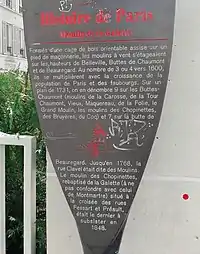 Histoire de Paris
Formés d'une cage de bois orientable assise sur un
pied de maçonnerie, les moulins à vent s'étageaient
sur les hauteurs de Belleville, Buttes de Chaumont
et de Beauregard. Au nombre de 3 ou 4 vers 1600,
ils se multiplièrent avec la croissance de la
population de Paris et des faubourgs. Sur un
plan de 1731, on en dénombre 9 sur les Buttes-
Chaumont (moulins de la Carosse, de la Tour
Chaumont, Vieux, Maquereau, de la Folie, le
Grand Moulin, les moulins des Chopinettes,
des Bruyères, du Coq) et 7 sur la butte de
Beauregard. Jusqu'en 1768, la
rue Clavel était dite des Moulins.
Le moulin des Chopinettes,
rebaptisé de la Galette (à ne
pas confondre avec celui
de Montmartre) situé à
la croisée des rues
Pessart et Préault,
était le dernier à
subsister en
1848.